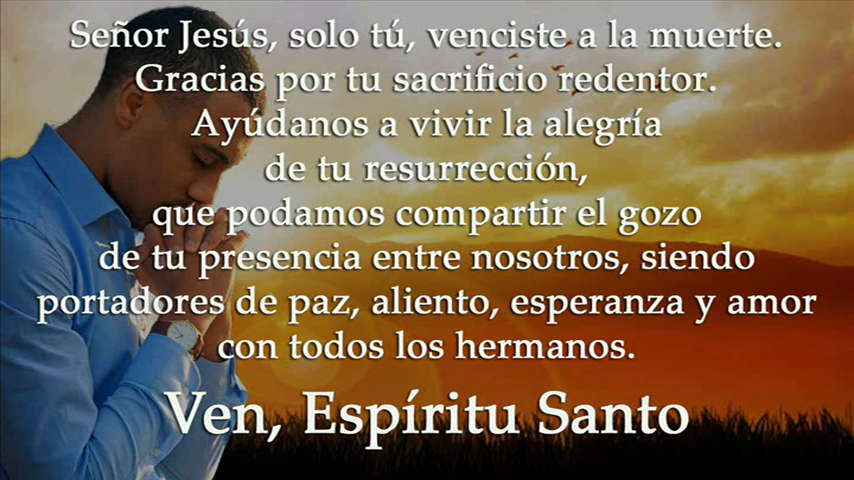 Señor Jesús, solo tú, venciste a la muerte.
Gracias por tu sacrificio redentor.
Ayúdanos a vivir la alegría
de tu resurrección,
que podamos compartir el gozo
de tu presencia entre nosotros, siendo
portadores de paz, aliento, esperanza y amor
con todos los hermanos.
Ven, Espíritu Santo